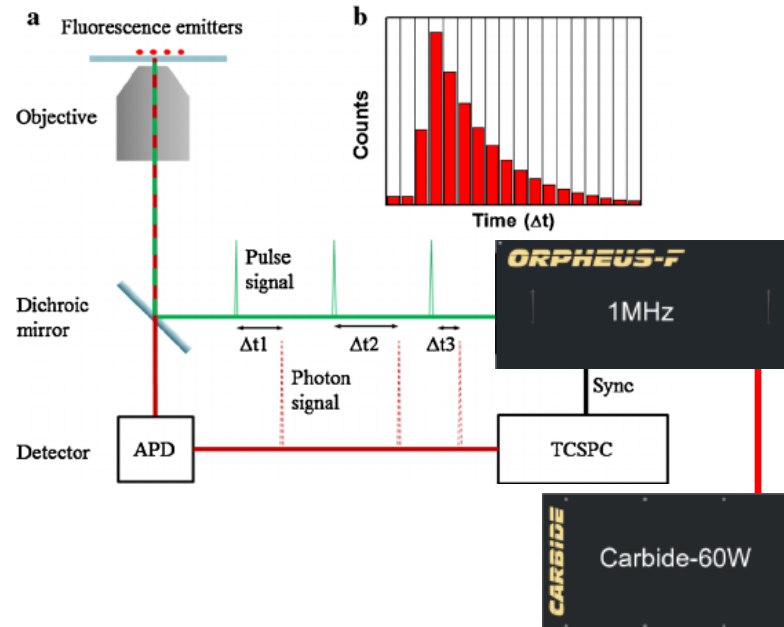 a
b
Fluorescence emitters
Objective
Counts
Time (Δt)
Pulse
signal
ORPHEUS-F
1MHz
Dichroic
mirror
Δt1
Δt2
Δt3
Photon
signal
Sync
Detector
APD
TCSPC
CARBIDE
Carbide-60W